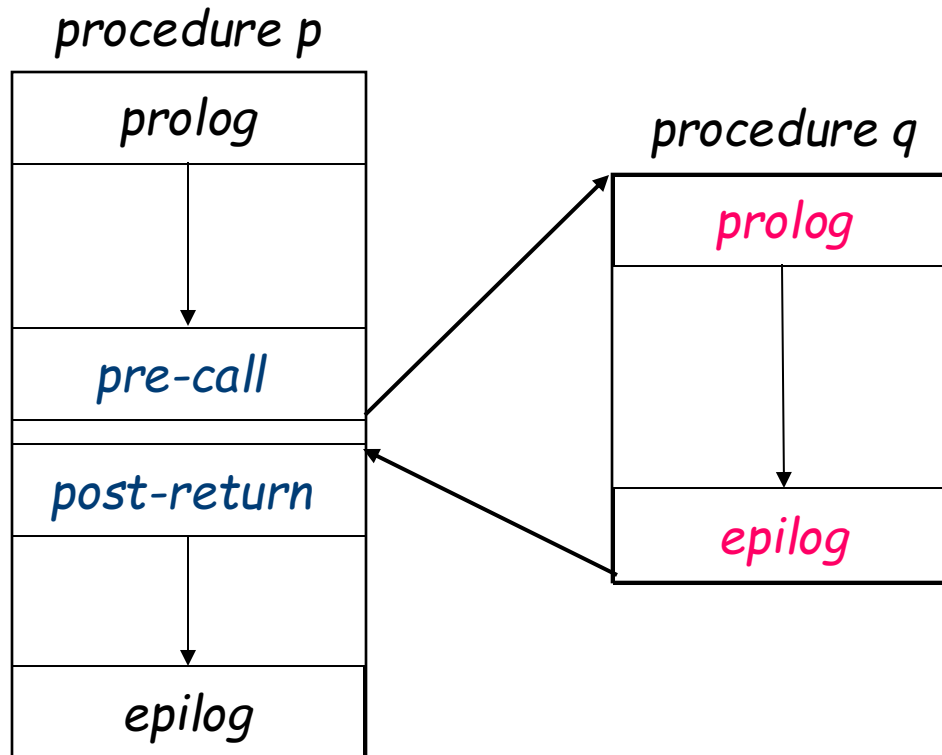 procedure p
prolog
pre-call
post-return
epilog
procedure q
prolog
epilog